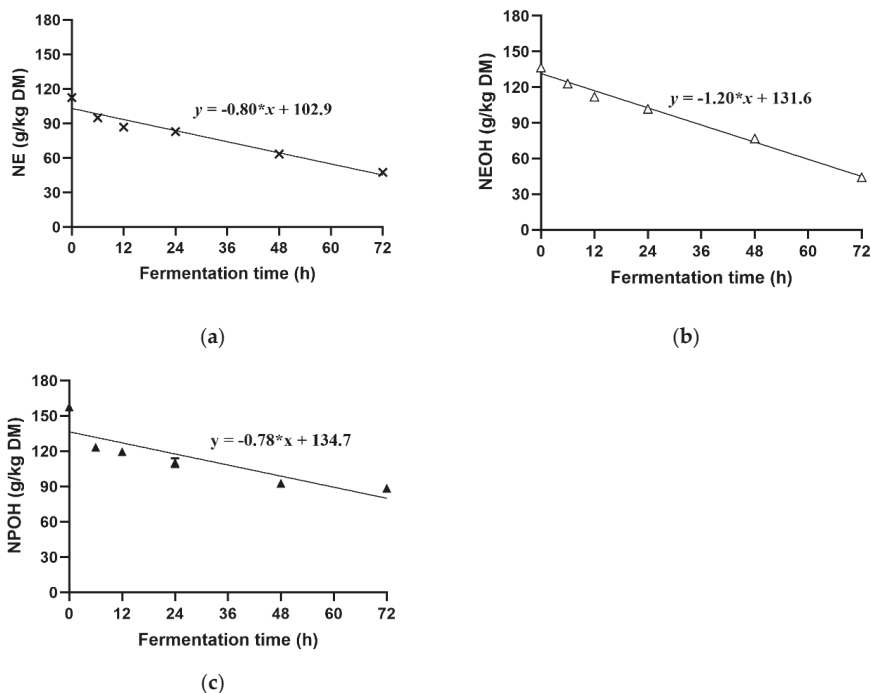 180
150
120
90
60
30
0
NE (g/kg DM)
y = -0.80*x + 102.9
0 12 24 36 48 60 72
Fermentation time (h)
(a)
180
150
120
90
60
30
0
NEOH (g/kg DM)
y = -1.20*x + 131.6
0 12 24 36 48 60 72
Fermentation time (h)
(b)
180
150
120
90
60
30
0
NPOH (g/kg DM)
y = -0.78*x + 134.7
0 12 24 36 48 60 72
Fermentation time (h)
(c)